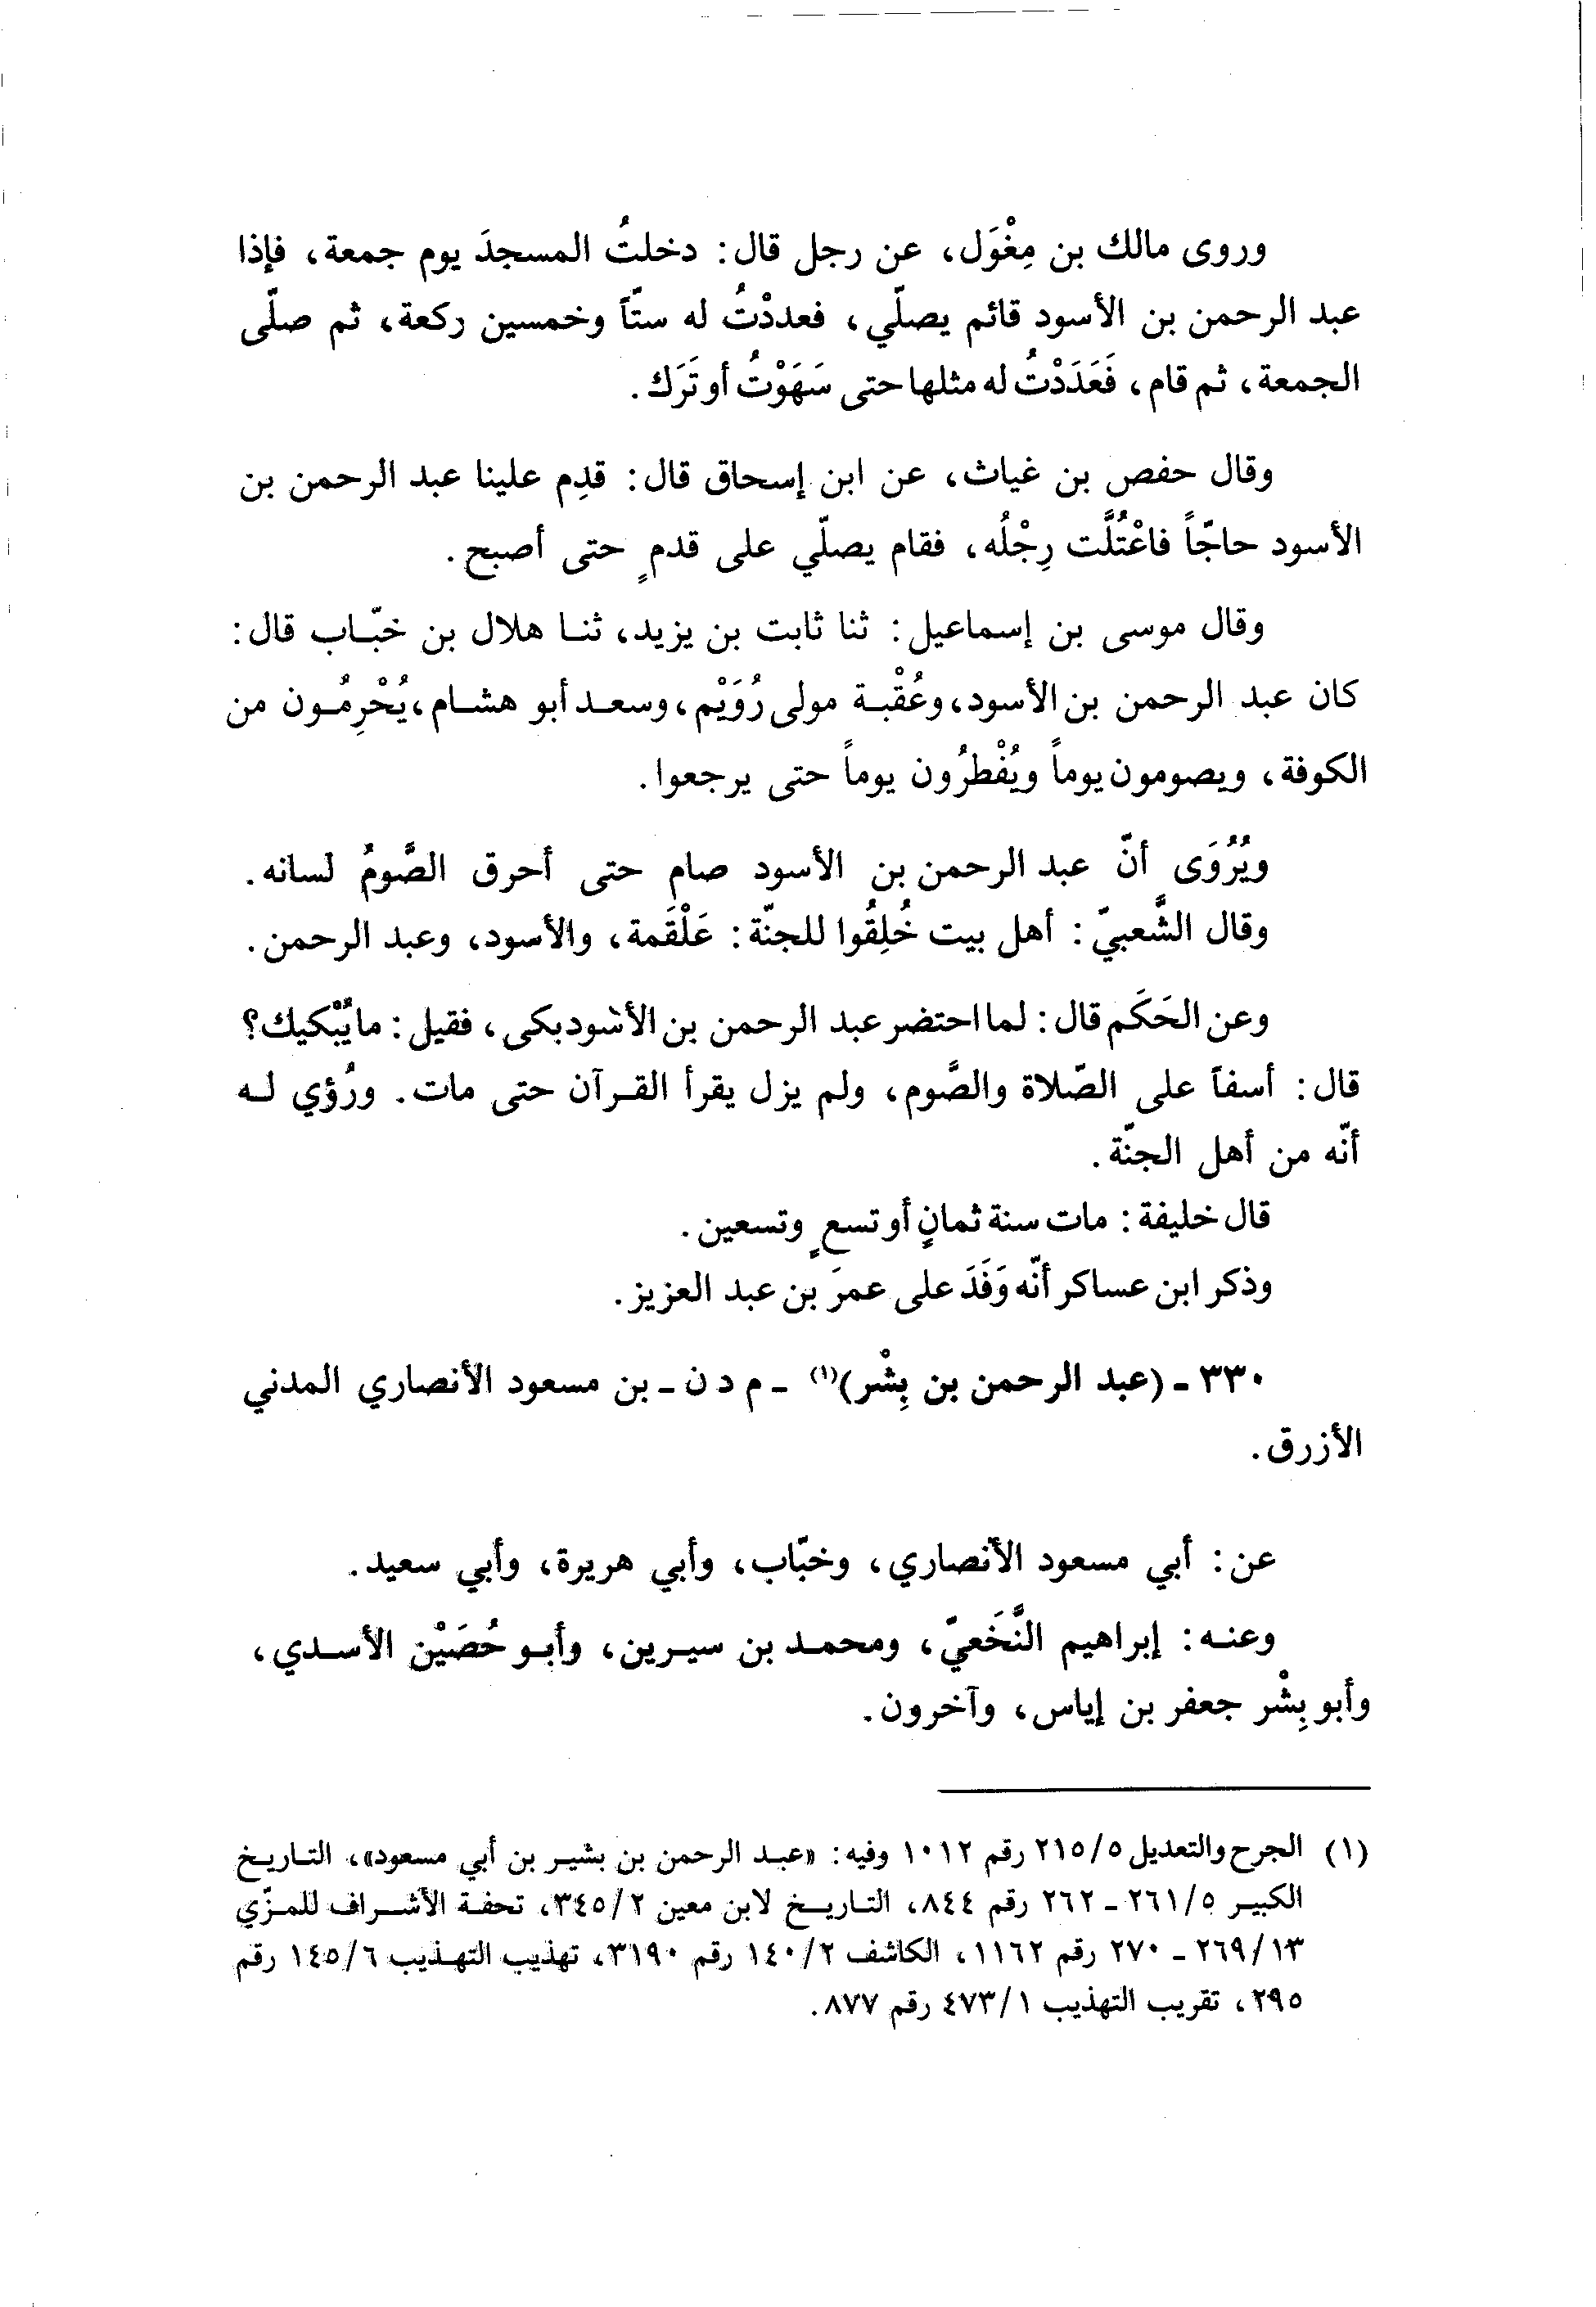 وروى مالك بن مِغْوَل، عن رجل قال: دخلتُ المسجدَ يوم جمعة، فإذا
عبد الرحمن بن الأسود قائم يصلّي، فعددْتُ له ستّاً وخمسين ركعة، ثم صلّى
الجمعة، ثم قام، فَعَدَدْتُ له مثلها حتى سَهَوْتُ أو تَرَك.
وقال حفص بن غياث، عن ابن إسحاق قال: قدِم علينا عبد الرحمن بن
الأسود حاجّاً فاعْتُلَّت رِجْلُه، فقام يصلّي على قدمٍ حتى أصبح.
وقال موسى بن إسماعيل: ثنا ثابت بن يزيد، ثنا هلال بن خبّاب قال:
كان عبد الرحمن بن الأسود، وعُقْبة مولى رُوَيْم، وسعد أبو هشام، يُحْرِمُون من
الكوفة، ويصومون يوماً ويُفْطرُون يوماً حتى يرجعوا.
ويُرْوَى أنّ عبد الرحمن بن الأسود صام حتى أحرق الصَّومُ لسانه.
وقال الشَّعبيّ: أهل بيت خُلِقُوا للجنّة: عَلْقَمة، والأسود، وعبد الرحمن.
وعن الحَكَم قال: لما احتضر عبد الرحمن بن الأسْود بكى، فقيل: ما يُبْكيك؟
قال: أسفاً على الصّلاة والصَّوم، ولم يزل يقرأ القرآن حتى مات. ورُؤي له
أنّه من أهل الجنّة.
قال خليفة: مات سنة ثمانٍ أو تسعٍ وتسعين.
وذكر ابن عساكر أنّه وَفَدَ على عمرَ بن عبد العزيز.
٣٣٠ - (عبد الرحمن بن بِشْر)(١) - م د ن - بن مسعود الأنصاري المدني
الأزرق.
عن: أبي مسعود الأنصاري، وخبّاب، وأبي هريرة، وأبي سعيد.
وعنه: إبراهيم النَّخَعيّ، ومحمد بن سيرين، وأبو حُصَيْن الأسدي،
وأبو بِشْر جعفر بن إياس، وآخرون.
(١) الجرح والتعديل ٢١٥/٥ رقم ١٠١٢ وفيه: «عبد الرحمن بن بشير بن أبي مسعود»، التاريخ
الكبير ٢٦١/٥ - ٢٦٢ رقم ٨٤٤، التاريخ لابن معين ٣٤٥/٢، تحفة الأشراف للمزّي
٢٦٩/١٣ - ٢٧٠ رقم ١١٦٢، الكاشف ١٤٠/٢ رقم ٣١٩٠، تهذيب التهذيب ١٤٥/٦ رقم
٢٩٥، تقريب التهذيب ٤٧٣/١ رقم ٨٧٧.